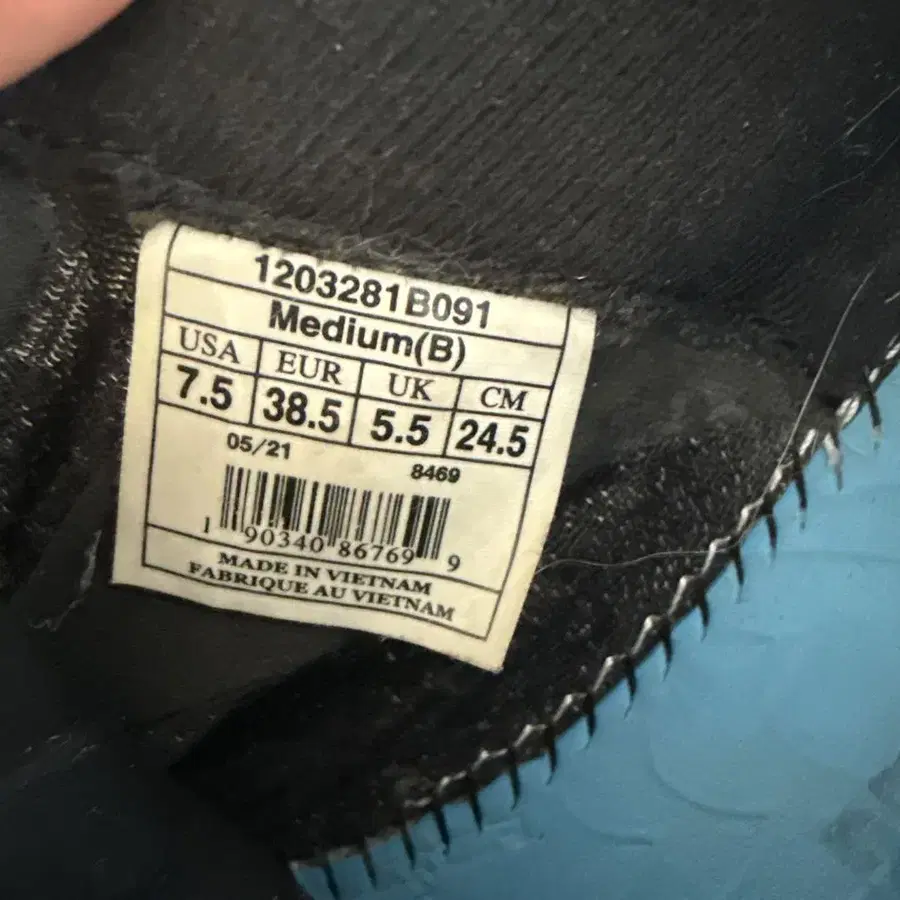 1203281B091
Medium(B)
USA EUR UK CM
7.5 38.5 5.5 24.5
05/21 8469
1 90340 86769 9
MADE IN VIETNAM
FABRIQUE AU VIETNAM